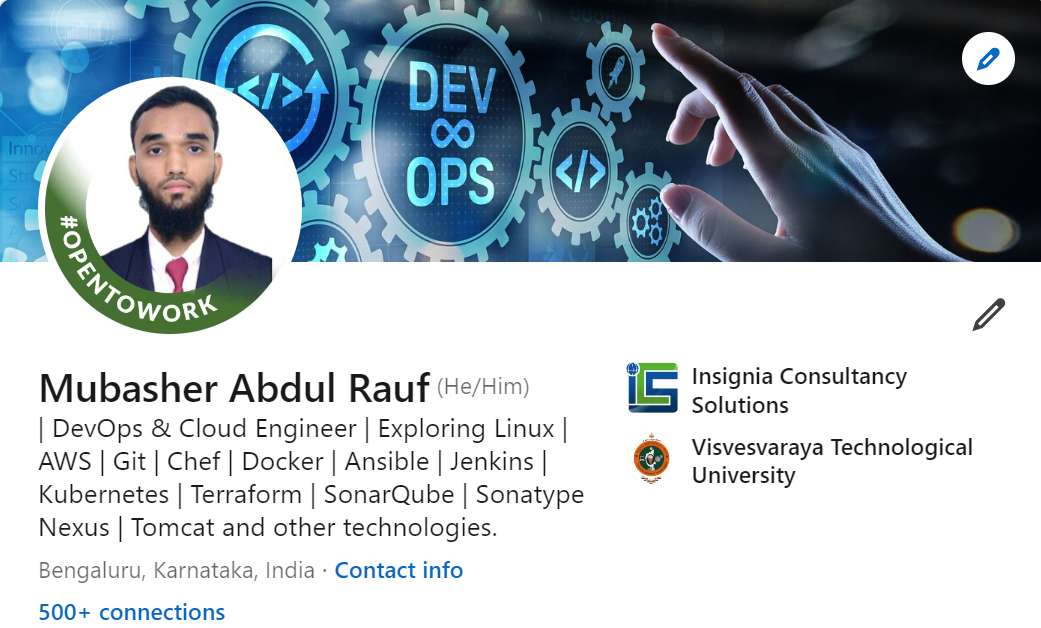 Inno
Str
</>
DEV
OPS
</>
#OPENTOWORK
Mubasher Abdul Rauf (He/Him)
| DevOps & Cloud Engineer | Exploring Linux |
AWS | Git | Chef | Docker | Ansible | Jenkins |
Kubernetes | Terraform | SonarQube | Sonatype
Nexus | Tomcat and other technologies.
Bengaluru, Karnataka, India · Contact info
500+ connections
Insignia Consultancy
Solutions
Visvesvaraya Technological
University